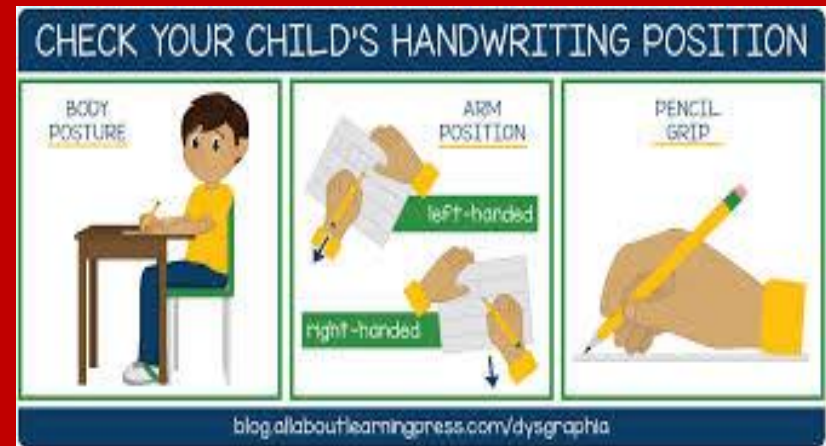 CHECK YOUR CHILD'S HANDWRITING POSITION
BODY
POSTURE
ARM
POSITION
left-handed
right-handed
PENCIL
GRIP
blog.allaboutlearningpress.com/dysgraphia